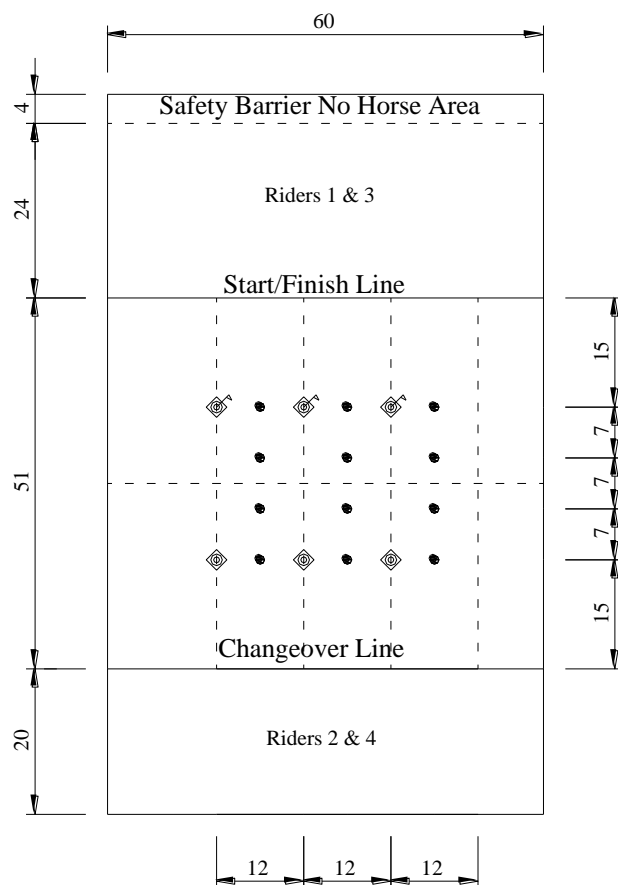 60
4
Safety Barrier No Horse Area
24
Riders 1 & 3
Start/Finish Line
15
7
51
7
7
15
Changeover Line
20
Riders 2 & 4
12
12
12